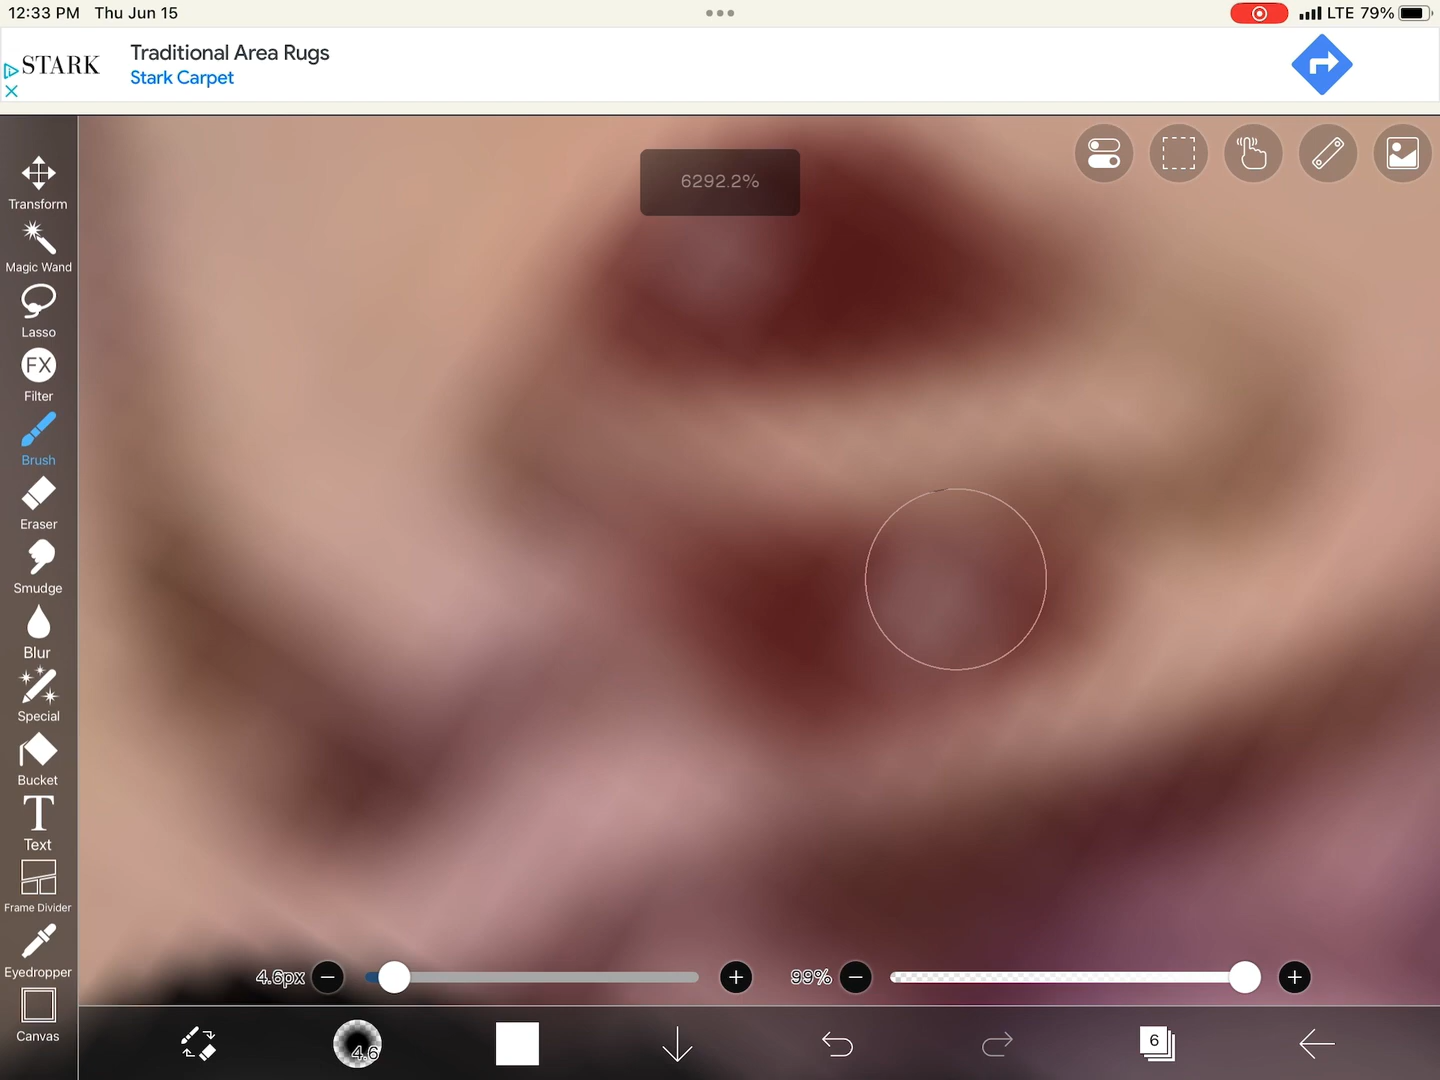 12:33 PM Thu Jun 15
LTE 79%
STARK
Traditional Area Rugs
Stark Carpet
6292.2%
Transform
Magic Wand
Lasso
FX
Filter
Brush
Eraser
Smudge
Blur
Special
Bucket
T
Text
Frame Divider
Eyedropper
Canvas
4.6px
99%
4.6
6